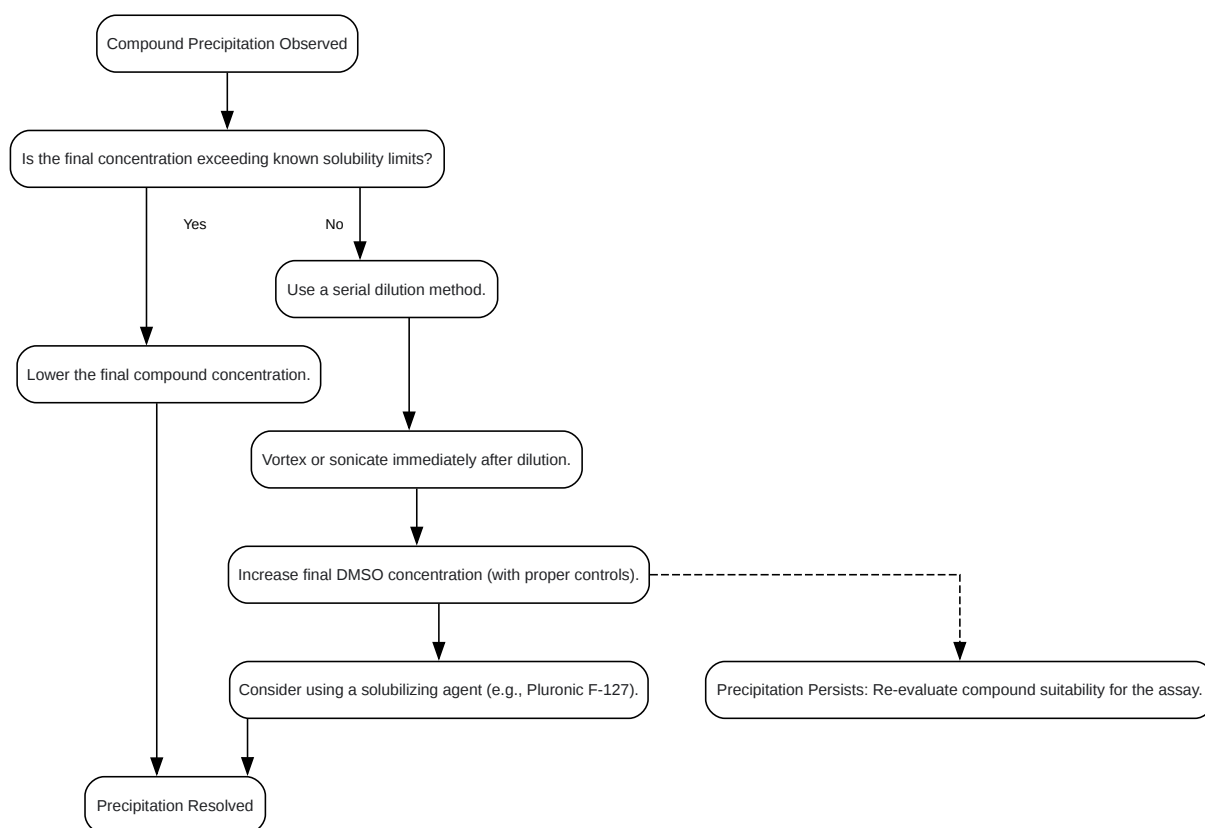 Compound Precipitation Observed
Is the final concentration exceeding known solubility limits?
Yes
No
Use a serial dilution method.
Lower the final compound concentration.
Vortex or sonicate immediately after dilution.
Increase final DMSO concentration (with proper controls).
Consider using a solubilizing agent (e.g., Pluronic F-127).
Precipitation Persists: Re-evaluate compound suitability for the assay.
Precipitation Resolved